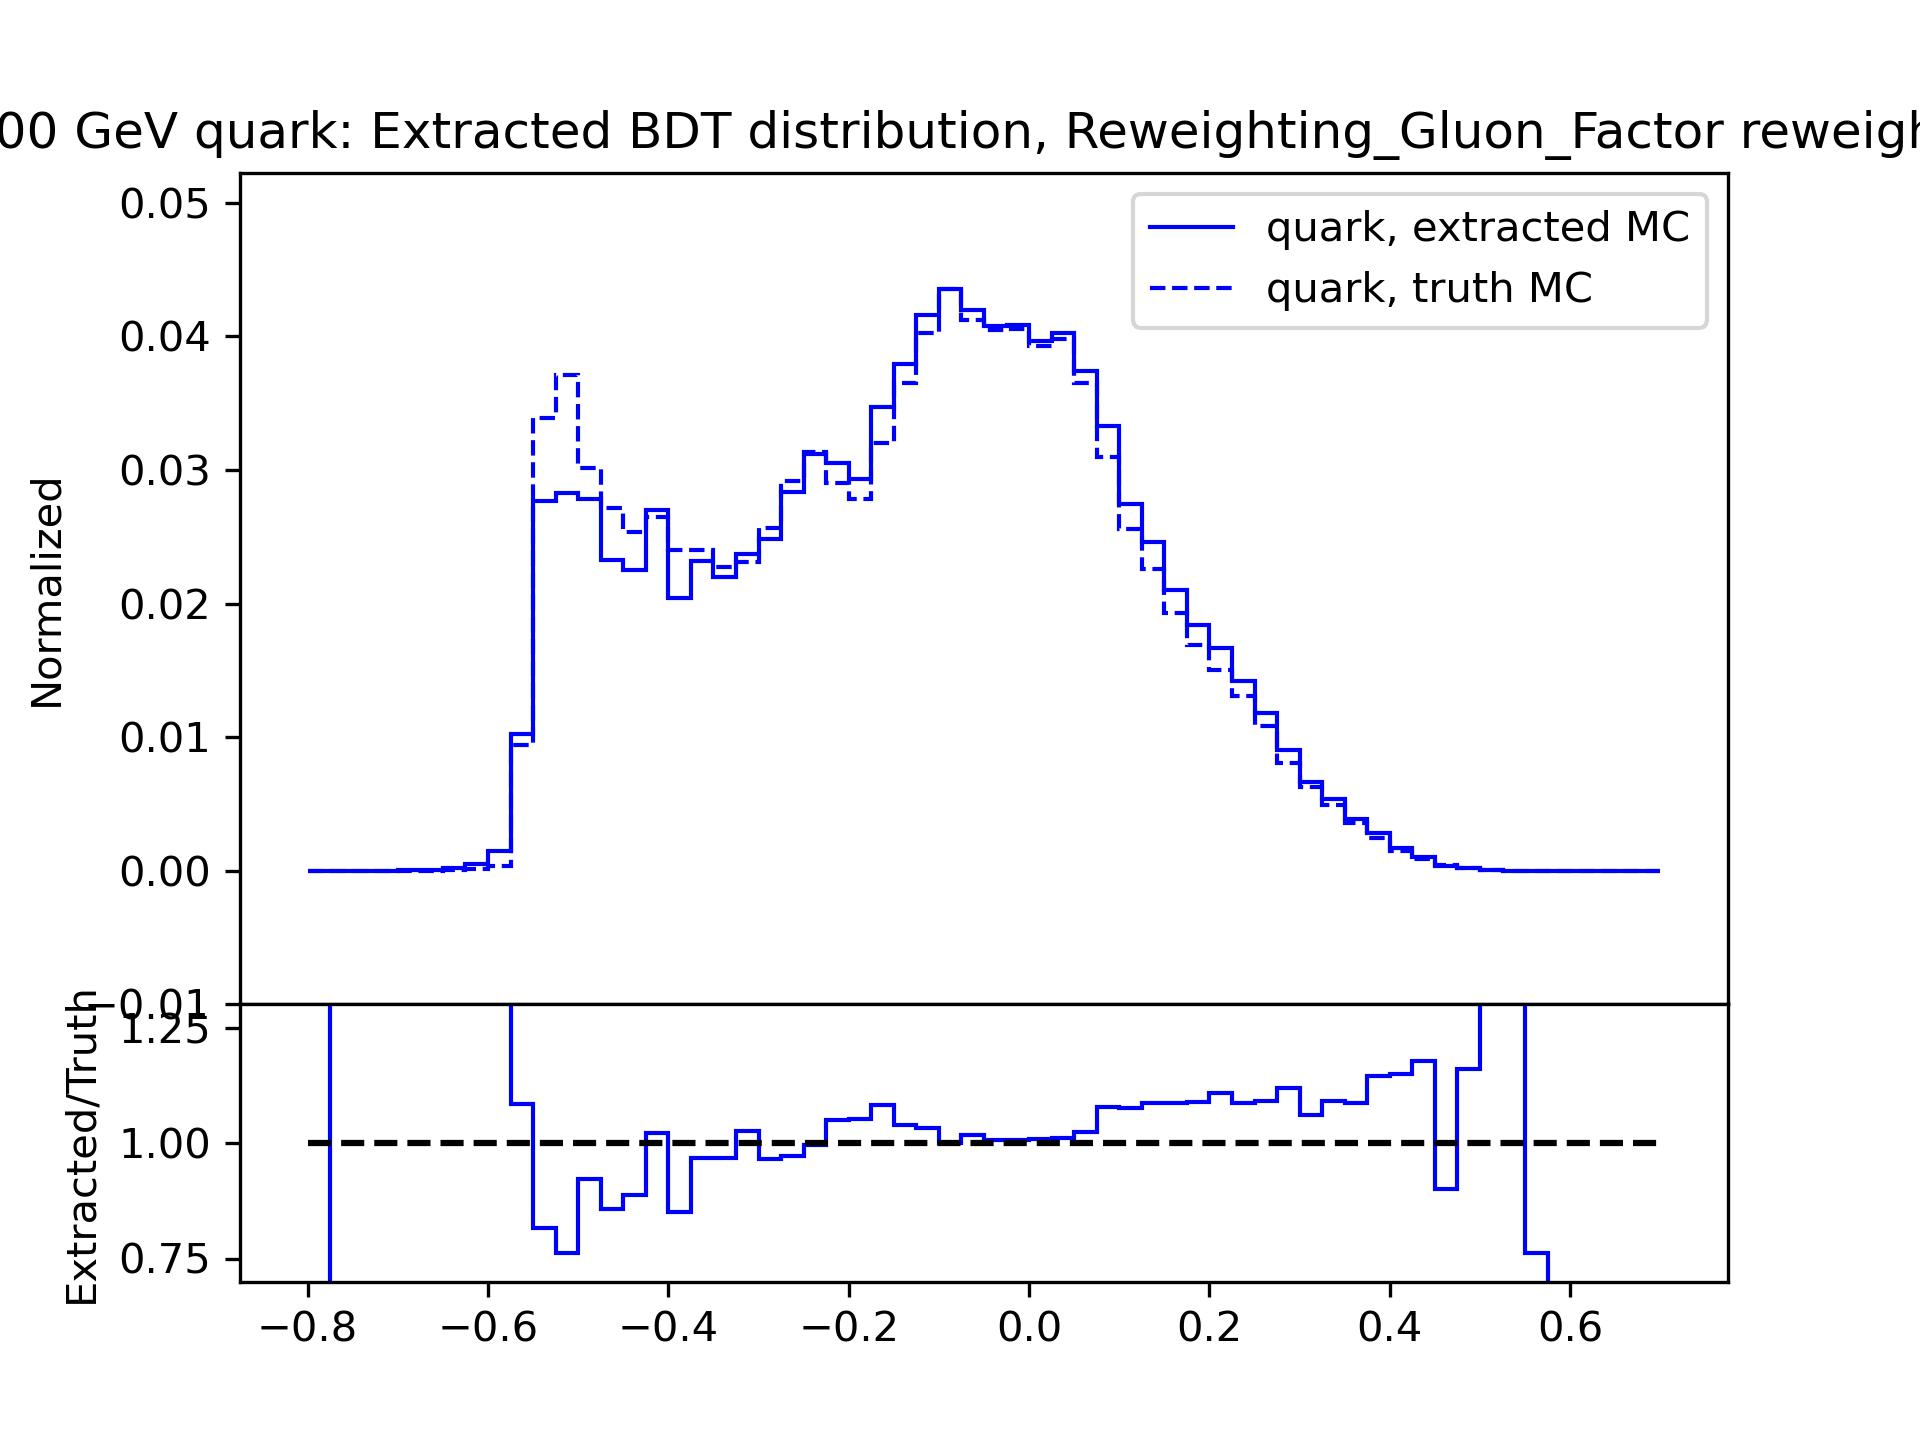 00 GeV quark: Extracted BDT distribution, Reweighting_Gluon_Factor reweigh
quark, extracted MC
quark, truth MC
Normalized
0.05
0.04
0.03
0.02
0.01
0.00
−0.01
Extracted/Truth
1.25
1.00
0.75
−0.8 −0.6 −0.4 −0.2 0.0 0.2 0.4 0.6